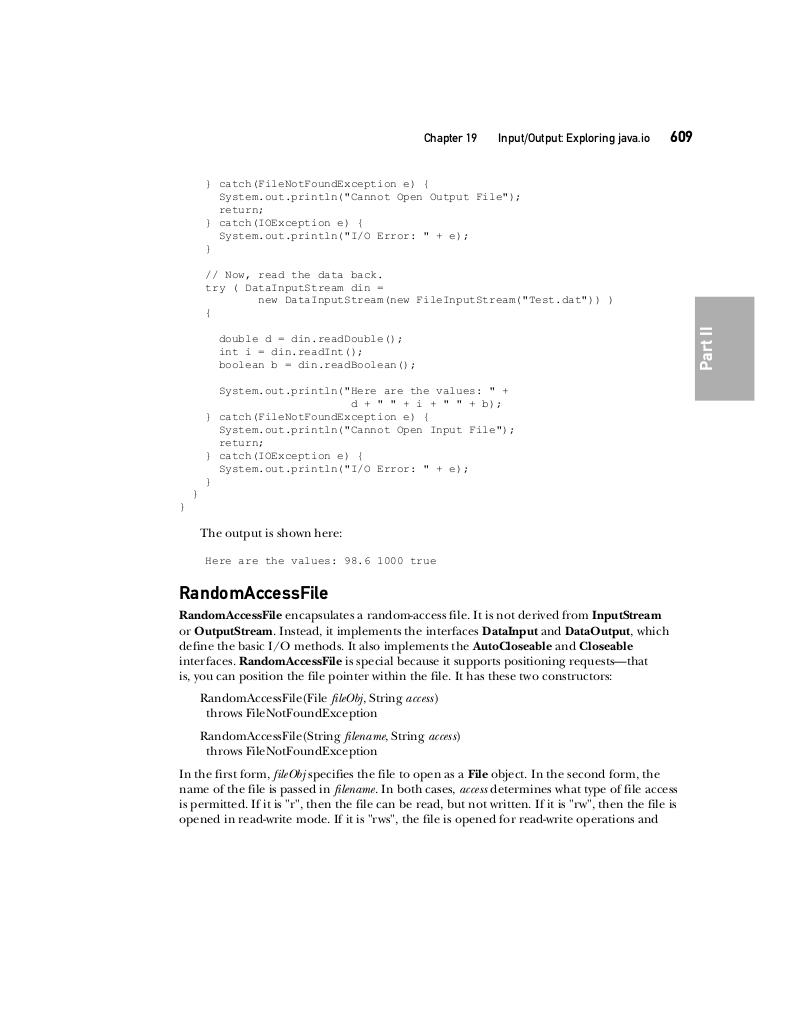 Chapter 19 Input/Output: Exploring java.io 609
} catch(FileNotFoundException e) {
System.out.println("Cannot Open Output File");
return;
} catch(IOException e) {
System.out.println("I/O Error: " + e);
}
// Now, read the data back.
try ( DataInputStream din =
new DataInputStream(new FileInputStream("Test.dat")) )
{
double d = din.readDouble();
int i = din.readInt();
boolean b = din.readBoolean();
System.out.println("Here are the values: " +
d + " " + i + " " + b);
} catch(FileNotFoundException e) {
System.out.println("Cannot Open Input File");
return;
} catch(IOException e) {
System.out.println("I/O Error: " + e);
}
}
}
Part II
The output is shown here:
Here are the values: 98.6 1000 true
RandomAccessFile
RandomAccessFile encapsulates a random-access file. It is not derived from InputStream
or OutputStream. Instead, it implements the interfaces DataInput and DataOutput, which
define the basic I/O methods. It also implements the AutoCloseable and Closeable
interfaces. RandomAccessFile is special because it supports positioning requests—that
is, you can position the file pointer within the file. It has these two constructors:
RandomAccessFile(File fileObj, String access)
throws FileNotFoundException
RandomAccessFile(String filename, String access)
throws FileNotFoundException
In the first form, fileObj specifies the file to open as a File object. In the second form, the
name of the file is passed in filename. In both cases, access determines what type of file access
is permitted. If it is "r", then the file can be read, but not written. If it is "rw", then the file is
opened in read-write mode. If it is "rws", the file is opened for read-write operations and